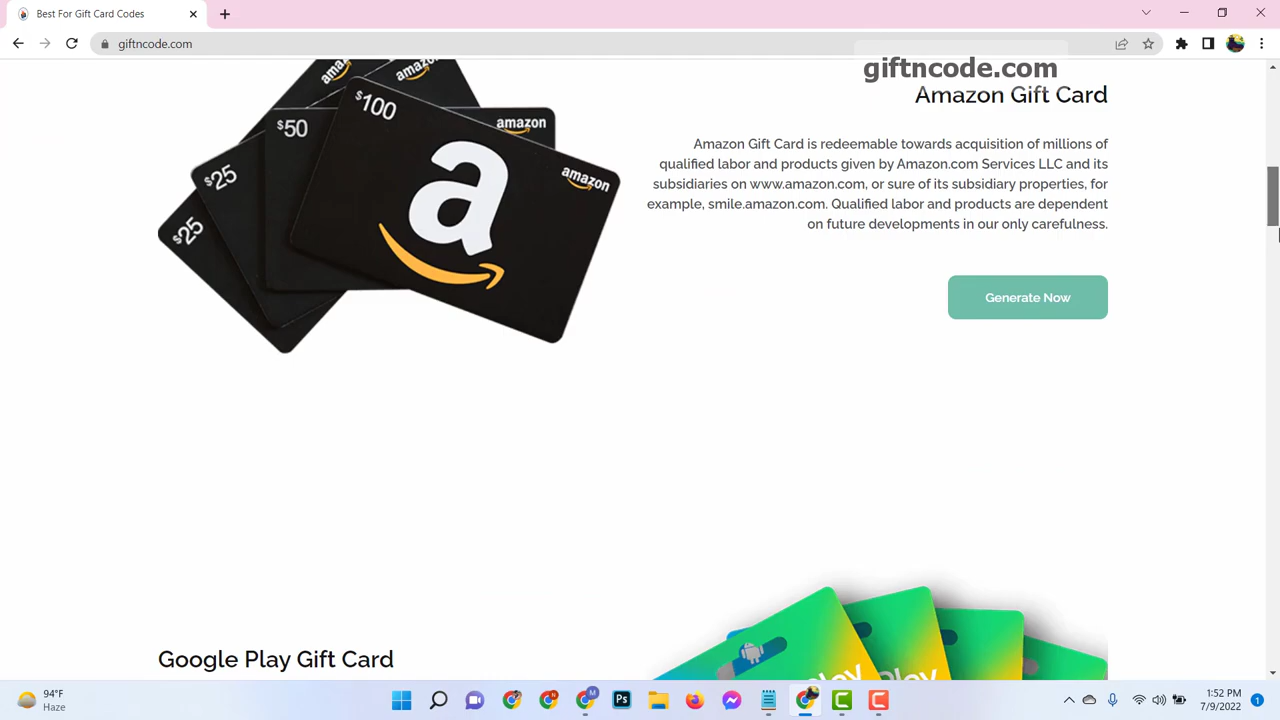 Best For Gift Card Codes
giftncode.com
giftncode.com
Amazon Gift Card
Amazon Gift Card is redeemable towards acquisition of millions of
qualified labor and products given by Amazon.com Services LLC and its
subsidiaries on www.amazon.com, or sure of its subsidiary properties, for
example, smile.amazon.com. Qualified labor and products are dependent
on future developments in our only carefulness.
Generate Now
$100
$50
$25
$25
amazon
amazon
Google Play Gift Card
94°F
Haze
1:52 PM
7/9/2022
1